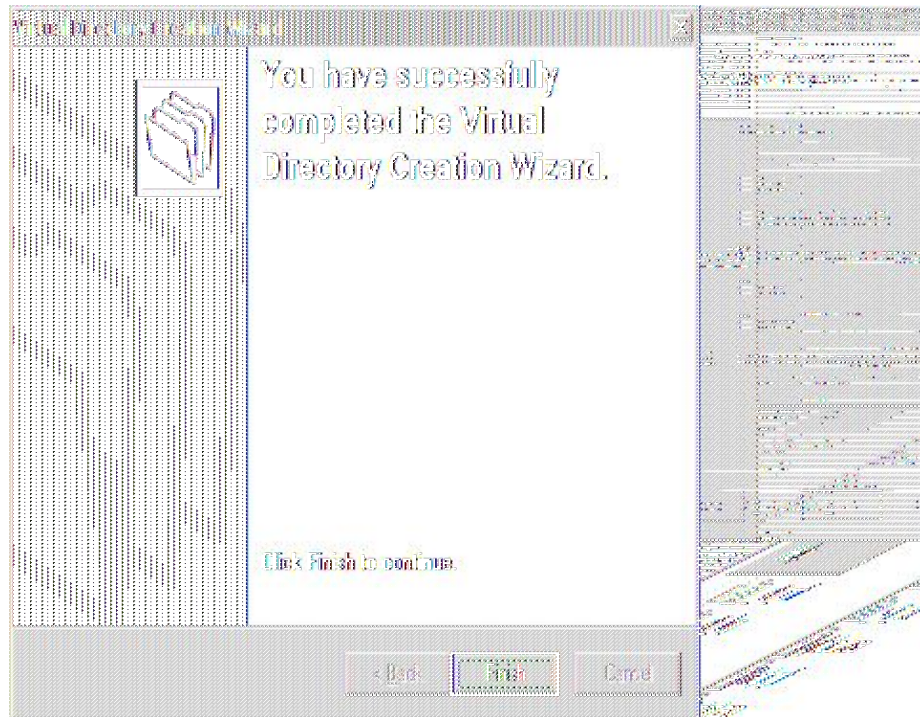 Virtual Directory Creation Wizard
You have successfully
completed the Virtual
Directory Creation Wizard.
Click Finish to continue.
< Back
Finish
Cancel